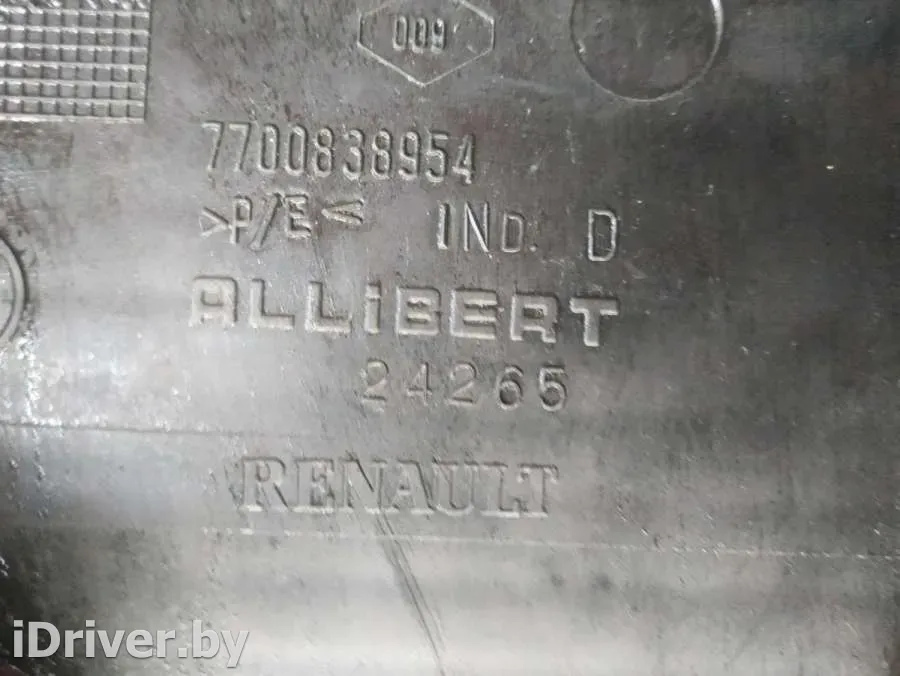 009
7700838954
>P/E< IND. D
ALLiBERT
24265
RENAULT
iDriver.by